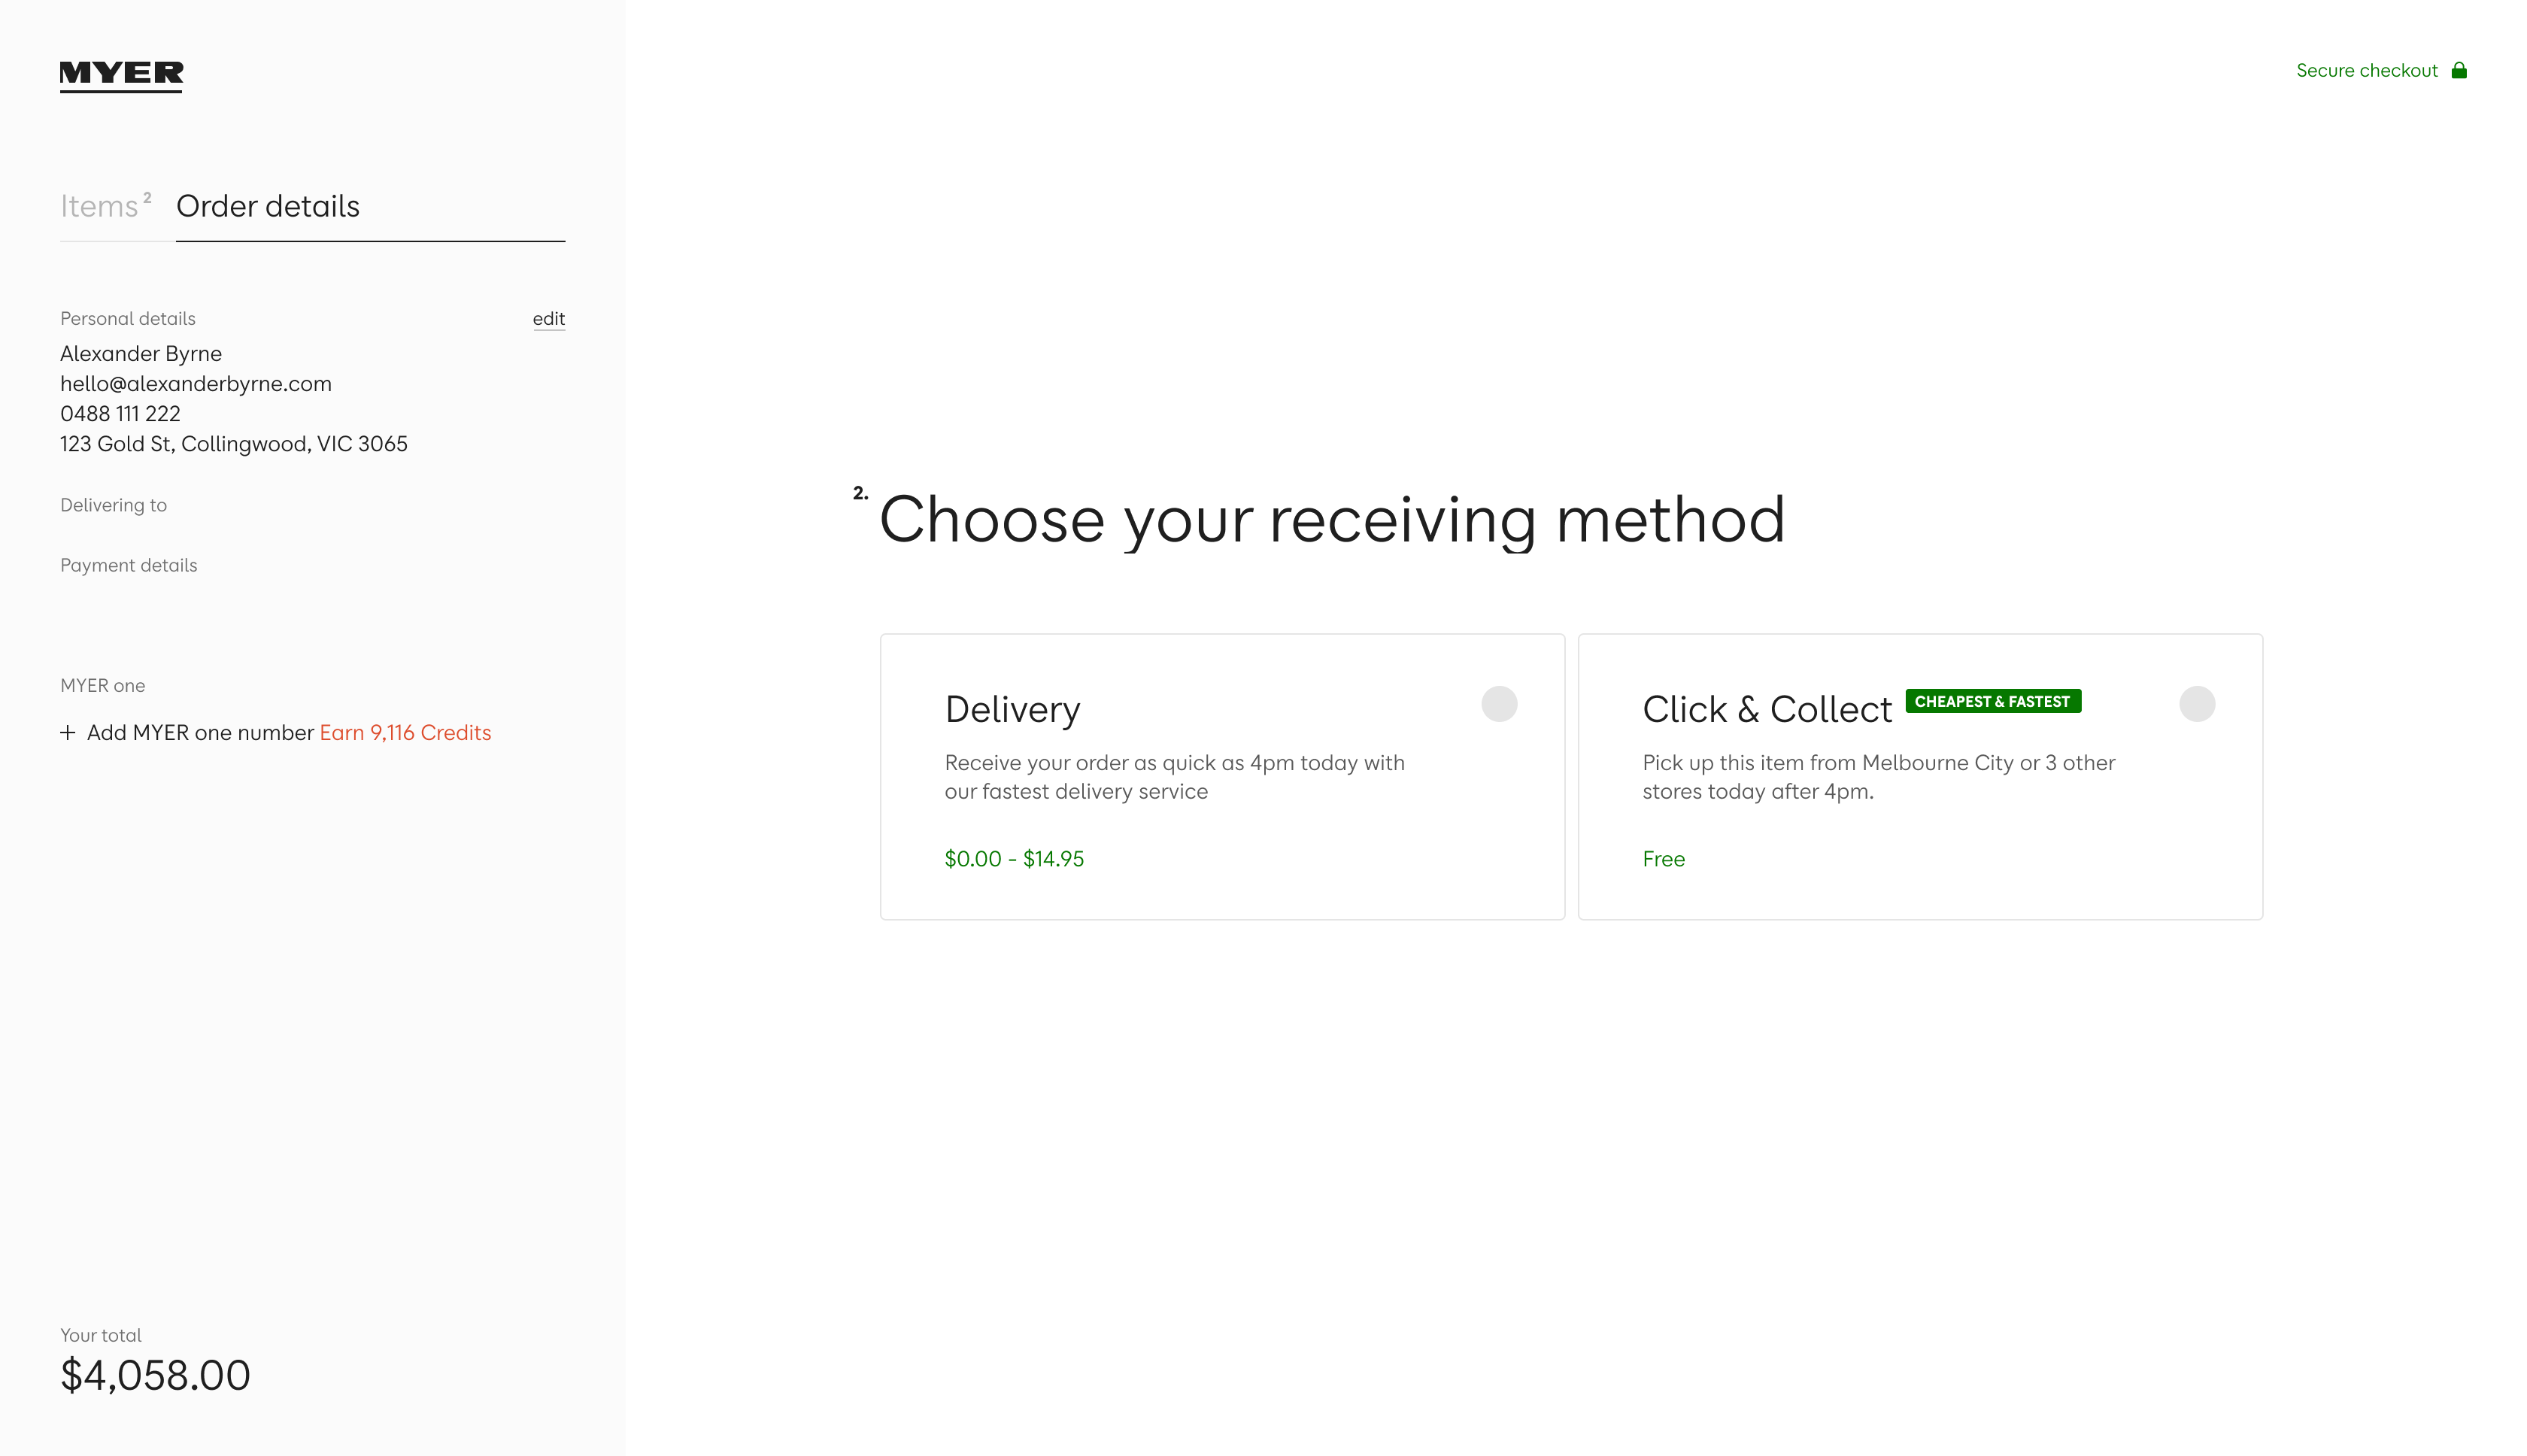 MYER
Secure checkout
Items 2 Order details
Personal details edit
Alexander Byrne
hello@alexanderbyrne.com
0488 111 222
123 Gold St, Collingwood, VIC 3065
Delivering to
Payment details
MYER one
+ Add MYER one number Earn 9,116 Credits
Your total
$4,058.00
2. Choose your receiving method
Delivery
Receive your order as quick as 4pm today with
our fastest delivery service
$0.00 - $14.95
Click & Collect CHEAPEST & FASTEST
Pick up this item from Melbourne City or 3 other
stores today after 4pm.
Free